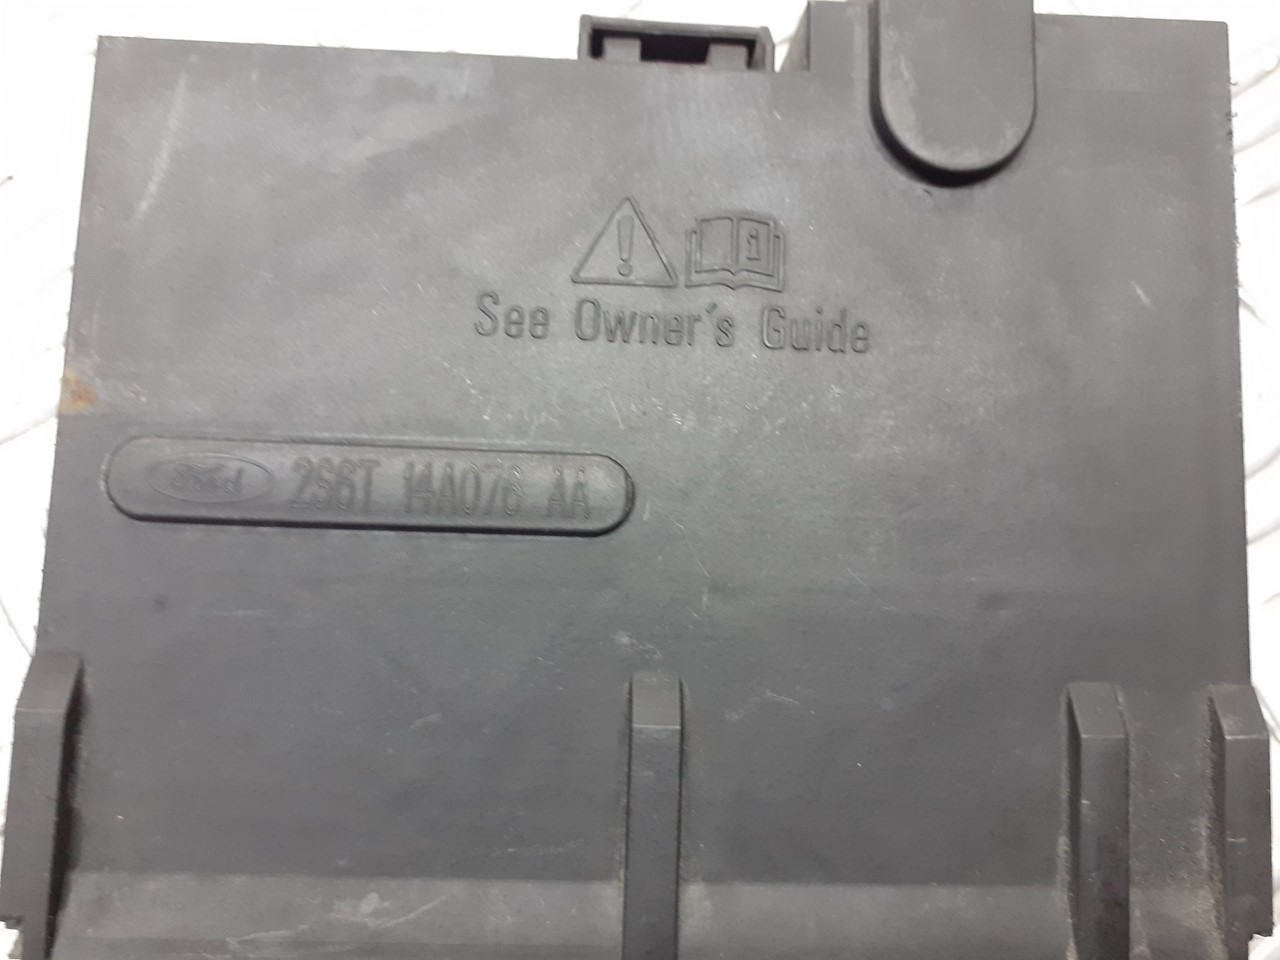 See Owner's Guide
Ford 2S6T 14A076 AA